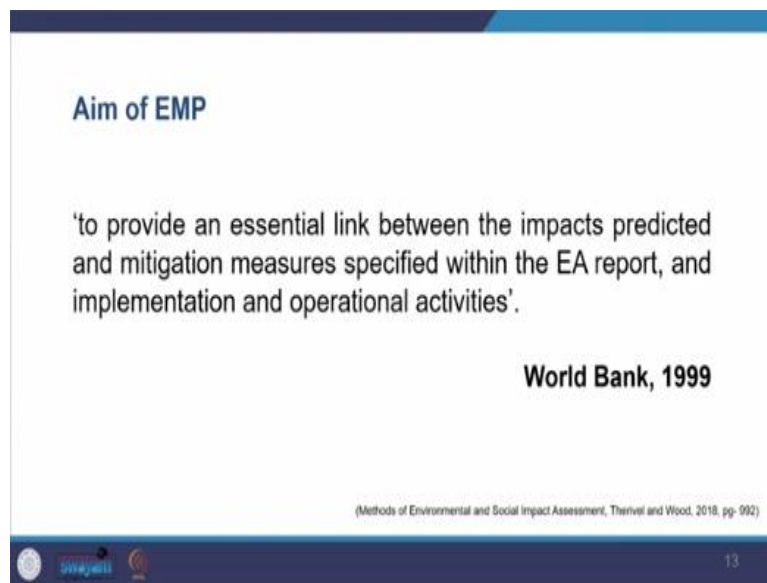 Aim of EMP
‘to provide an essential link between the impacts predicted
and mitigation measures specified within the EA report, and
implementation and operational activities’.
World Bank, 1999
(Methods of Environmental and Social Impact Assessment, Therivel and Wood, 2018, pg- 992)
swayam
13